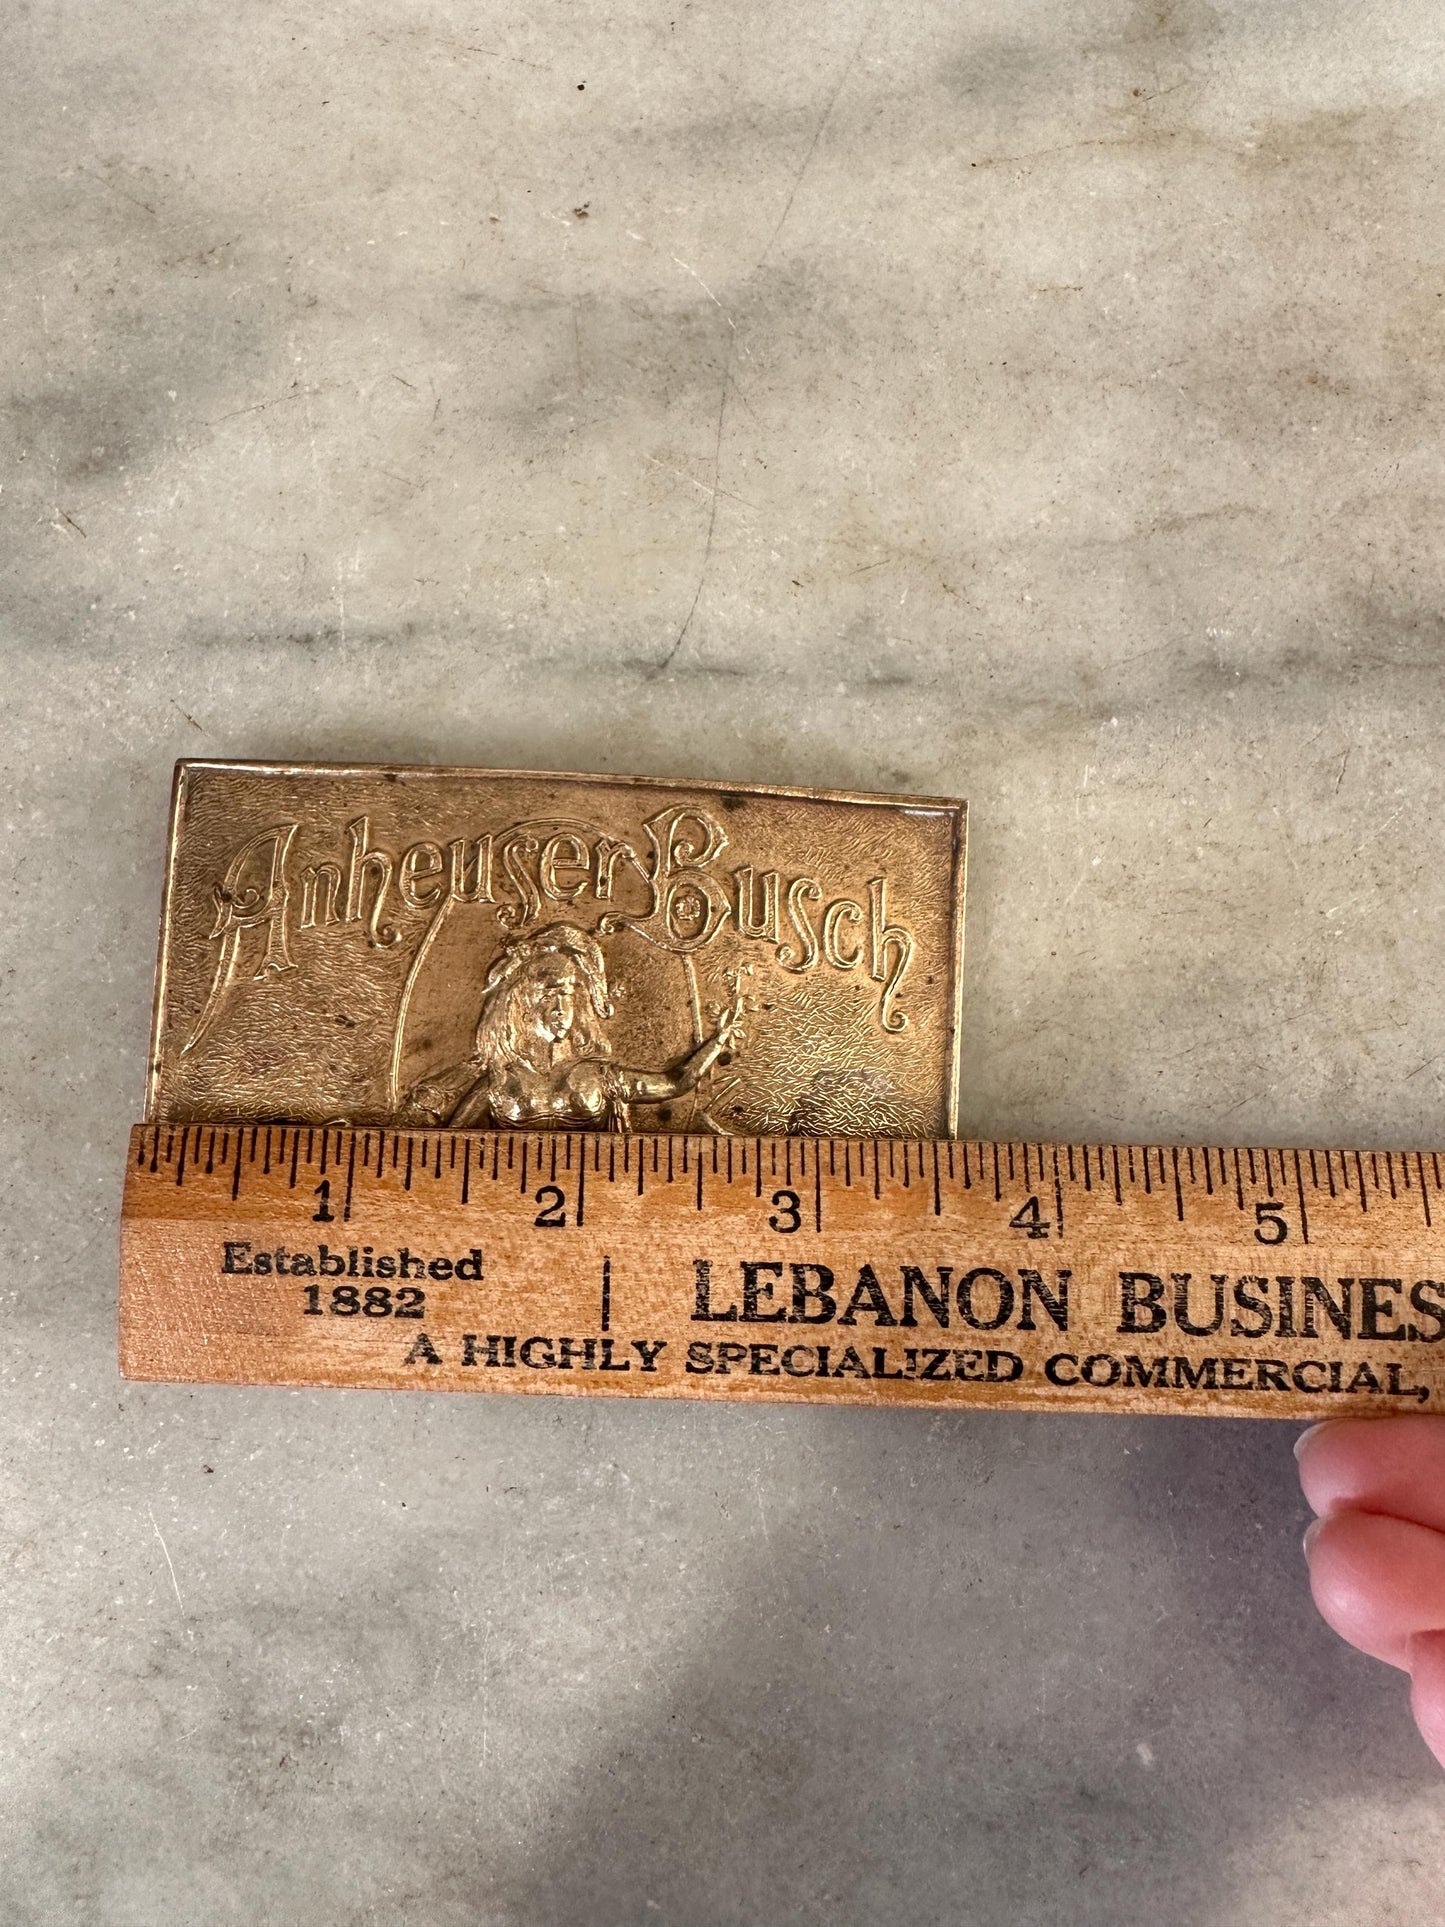 Anheuser Busch
1 2 3 4 5
Established
1882
LEBANON BUSINES
A HIGHLY SPECIALIZED COMMERCIAL,